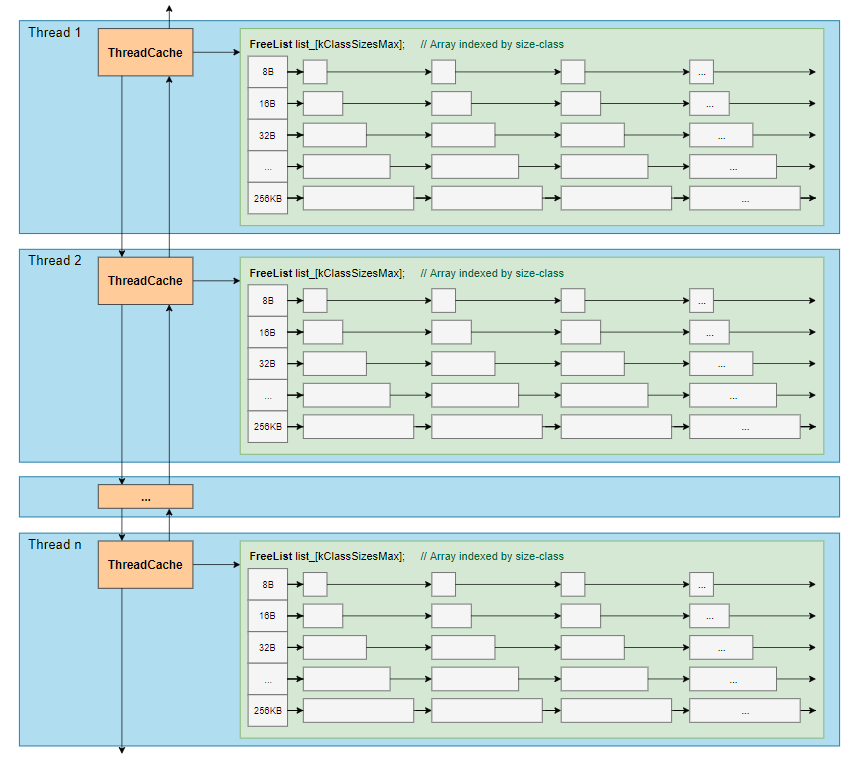 Thread 1
ThreadCache
FreeList list_[kClassSizesMax]; // Array indexed by size-class
8B
...
16B
...
32B
...
...
...
256KB
...
Thread 2
ThreadCache
FreeList list_[kClassSizesMax]; // Array indexed by size-class
8B
...
16B
...
32B
...
...
...
256KB
...
...
Thread n
ThreadCache
FreeList list_[kClassSizesMax]; // Array indexed by size-class
8B
...
16B
...
32B
...
...
...
256KB
...